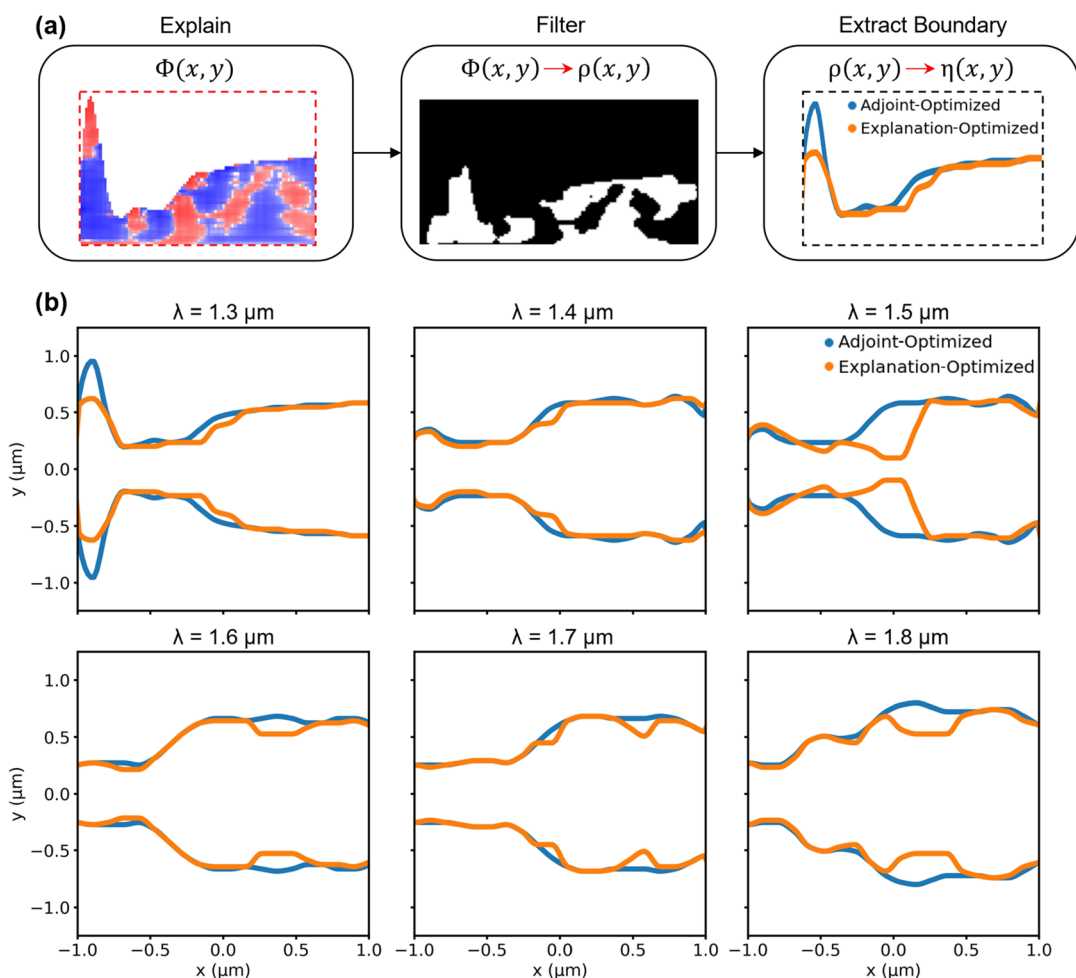 (a)
Explain
Filter
Extract Boundary
Φ(x, y)
Φ(x, y) → ρ(x, y)
ρ(x, y) → η(x, y)
Adjoint-Optimized
Explanation-Optimized
(b)
λ = 1.3 μm
λ = 1.4 μm
λ = 1.5 μm
Adjoint-Optimized
Explanation-Optimized
1.0
0.5
0.0
−0.5
−1.0
y (μm)
λ = 1.6 μm
λ = 1.7 μm
λ = 1.8 μm
1.0
0.5
0.0
−0.5
−1.0
y (μm)
−1.0 −0.5 0.0 0.5 1.0
−1.0 −0.5 0.0 0.5 1.0
−1.0 −0.5 0.0 0.5 1.0
x (μm)
x (μm)
x (μm)